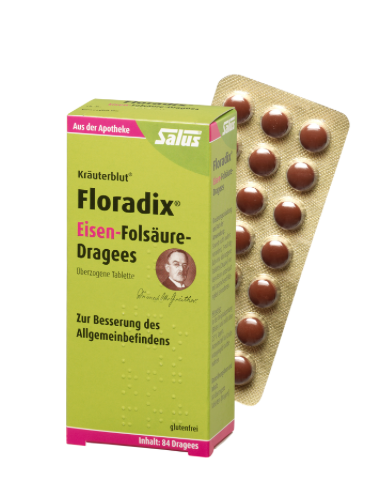 Aus der Apotheke
Salus
Kräuterblut®
Floradix®
Eisen-Folsäure-
Dragees
Überzogene Tablette
Zur Besserung des
Allgemeinbefindens
glutenfrei
Inhalt: 84 Dragees